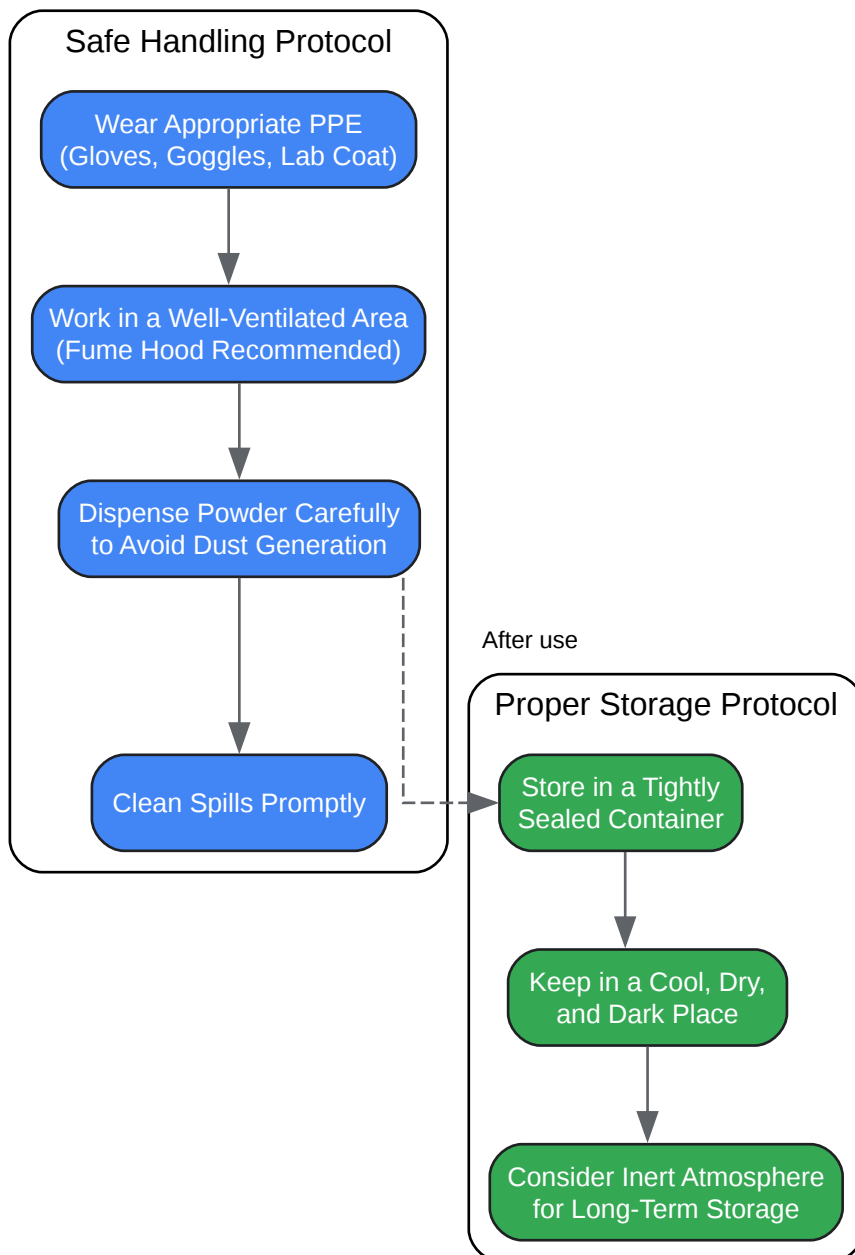 Safe Handling Protocol
Wear Appropriate PPE
(Gloves, Goggles, Lab Coat)
Work in a Well-Ventilated Area
(Fume Hood Recommended)
Dispense Powder Carefully
to Avoid Dust Generation
Clean Spills Promptly
After use
Proper Storage Protocol
Store in a Tightly
Sealed Container
Keep in a Cool, Dry,
and Dark Place
Consider Inert Atmosphere
for Long-Term Storage